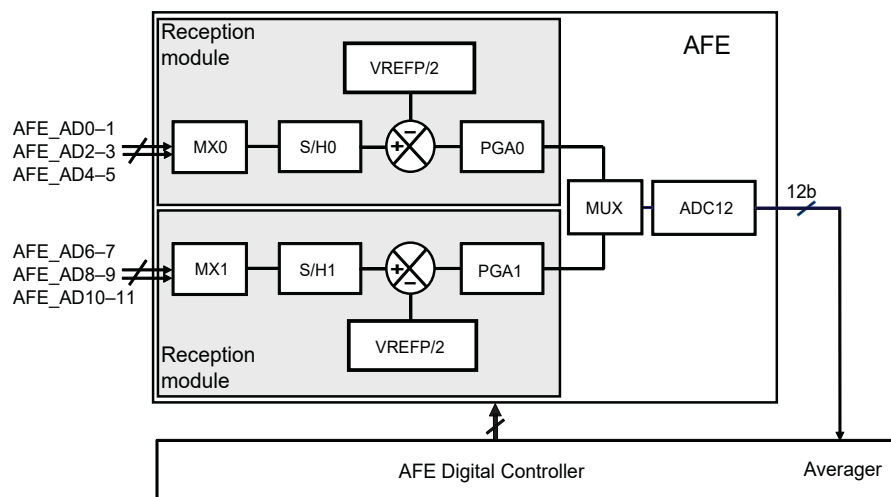 Reception
module
AFE
VREFP/2
AFE_AD0–1
AFE_AD2–3
AFE_AD4–5
MX0
S/H0
−
+
PGA0
MUX
ADC12
12b
AFE_AD6–7
AFE_AD8–9
AFE_AD10–11
MX1
S/H1
+
−
PGA1
VREFP/2
Reception
module
AFE Digital Controller
Averager